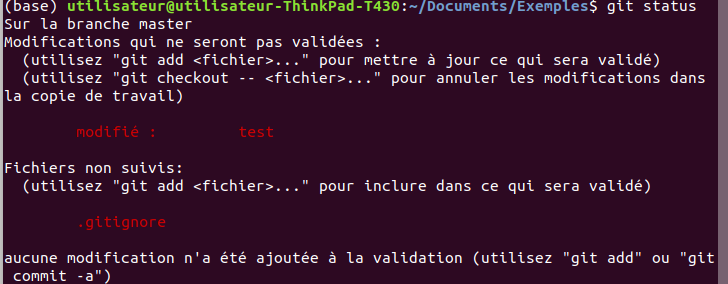 (base) utilisateur@utilisateur-ThinkPad-T430:~/Documents/Exemples$ git status
Sur la branche master
Modifications qui ne seront pas validées :
  (utilisez "git add <fichier>..." pour mettre à jour ce qui sera validé)
  (utilisez "git checkout -- <fichier>..." pour annuler les modifications dans
la copie de travail)
modifié :         test
Fichiers non suivis:
  (utilisez "git add <fichier>..." pour inclure dans ce qui sera validé)
.gitignore
aucune modification n'a été ajoutée à la validation (utilisez "git add" ou "git
 commit -a")